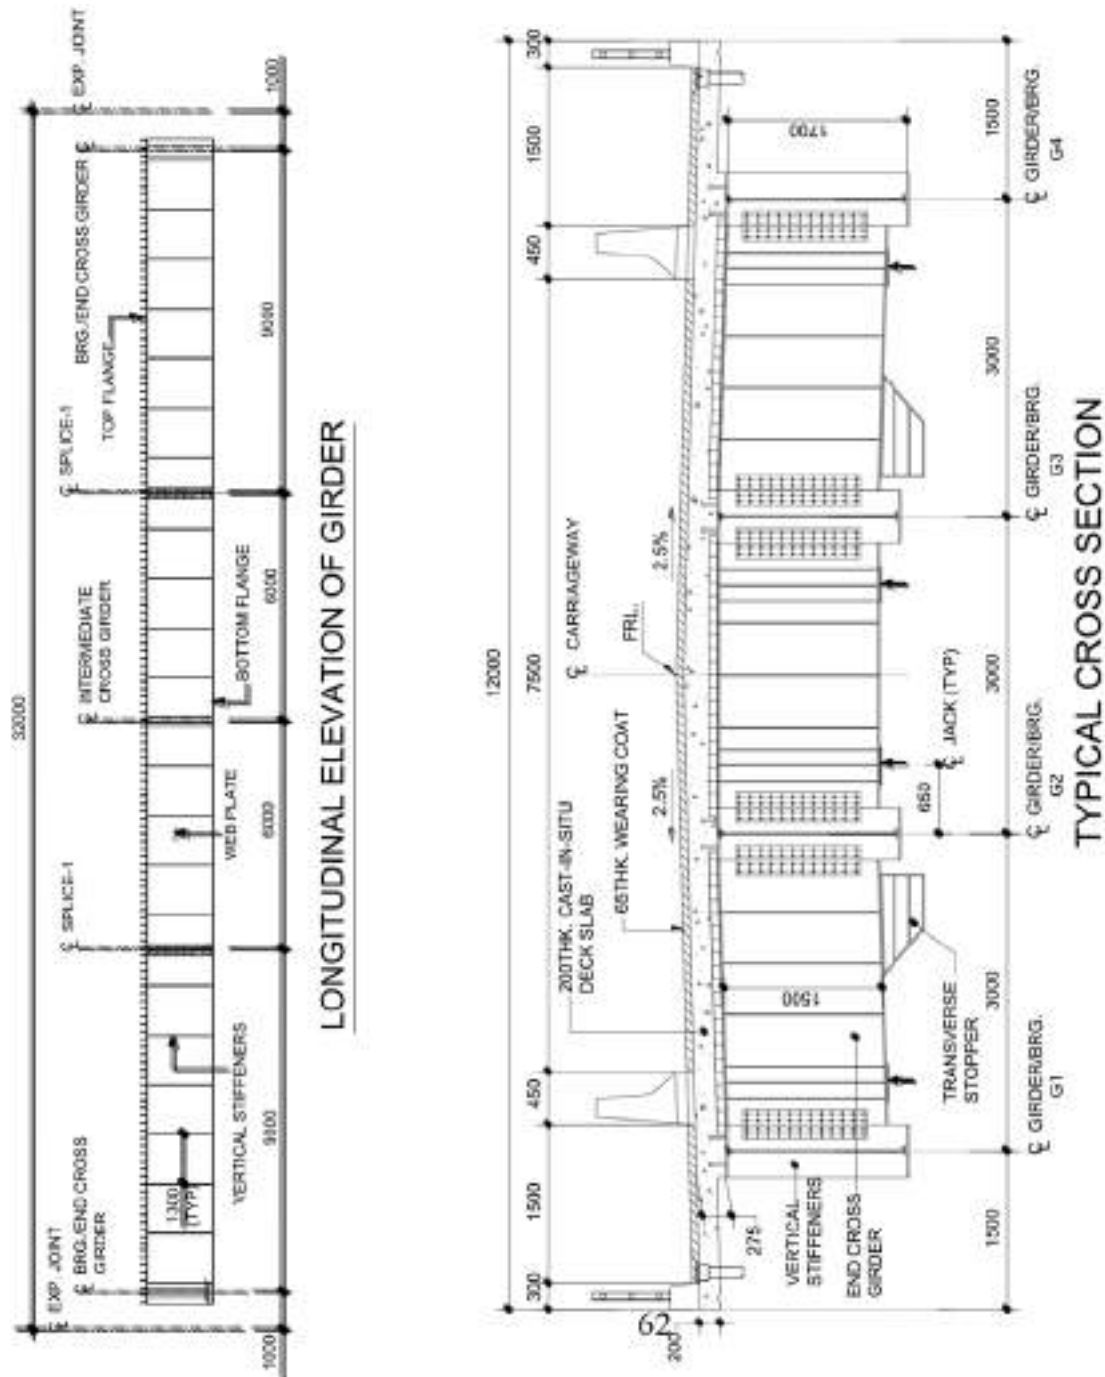 32000
℄ EXP. JOINT
℄ BRG./END CROSS
GIRDER
℄ SPLICE-1
℄ INTERMEDIATE
CROSS GIRDER
℄ SPLICE-1
TOP FLANGE
℄ BRG./END CROSS GIRDER
℄ EXP. JOINT
1300
(TYP)
VERTICAL STIFFENERS
WEB PLATE
BOTTOM FLANGE
1000
9000
6000
6000
9000
1000
LONGITUDINAL ELEVATION OF GIRDER
12000
300
1500
450
7500
450
1500
300
℄ CARRIAGEWAY
200THK. CAST-IN-SITU
DECK SLAB
65THK. WEARING COAT
FRL.
2.5%
2.5%
62
200
275
1500
1700
VERTICAL
STIFFENERS
END CROSS
GIRDER
TRANSVERSE
STOPPER
650
℄ JACK (TYP)
1500
3000
3000
3000
1500
℄ GIRDER/BRG.
G1
℄ GIRDER/BRG.
G2
℄ GIRDER/BRG.
G3
℄ GIRDER/BRG.
G4
TYPICAL CROSS SECTION